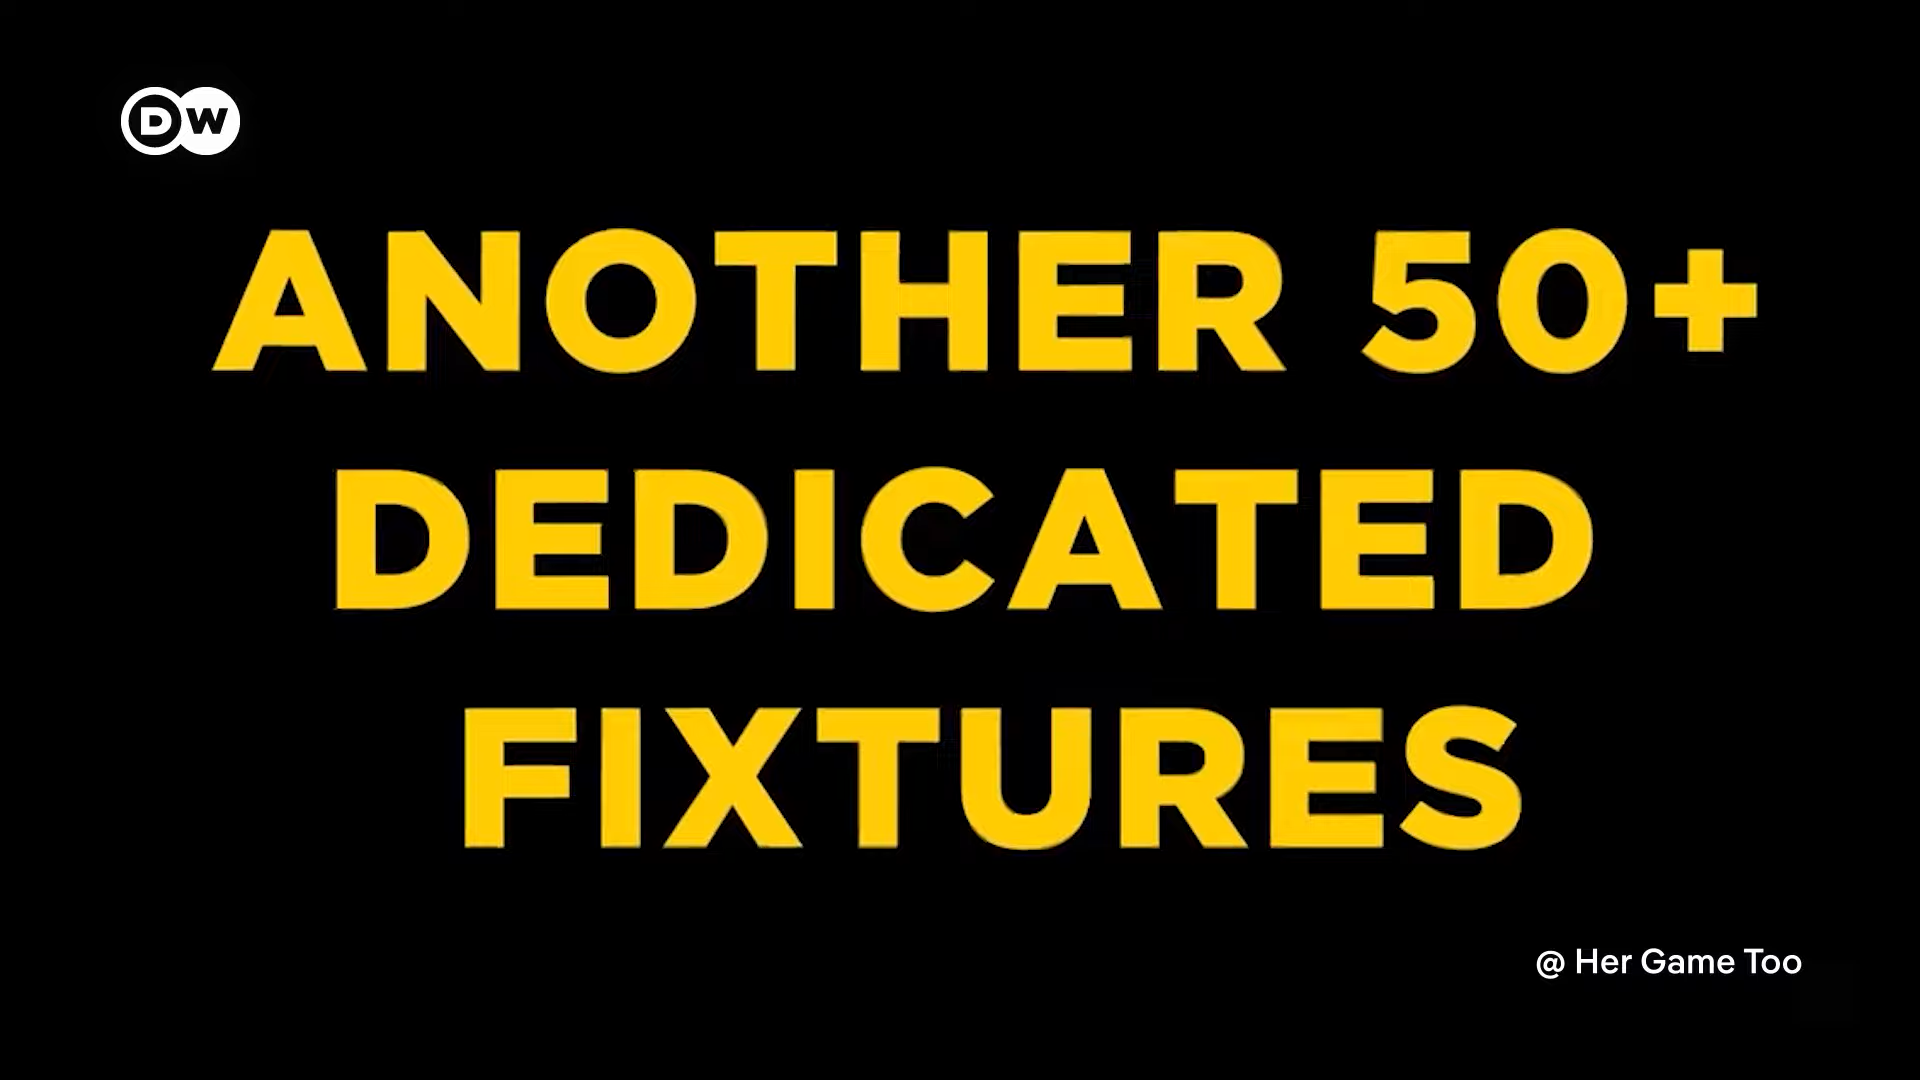 DW
ANOTHER 50+
DEDICATED
FIXTURES
@ Her Game Too